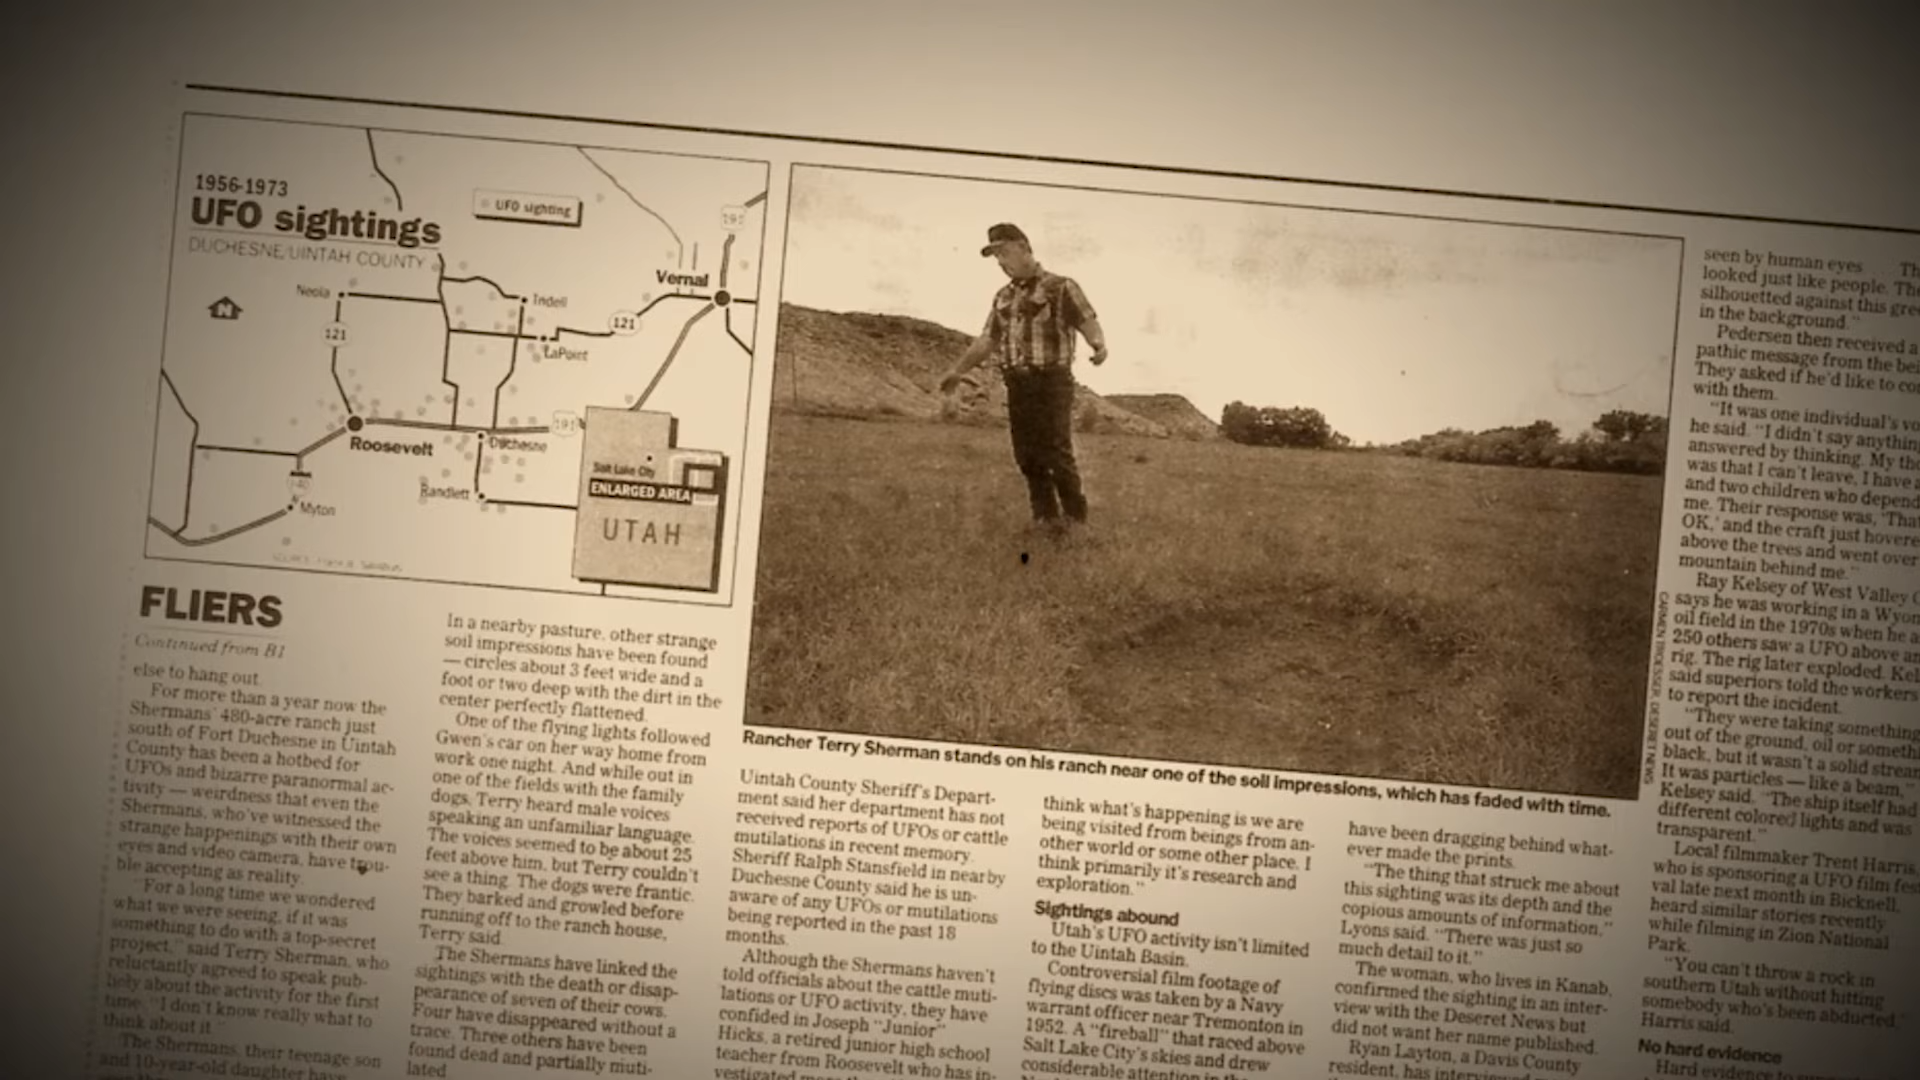 1956-1973
UFO sightings
DUCHESNE/UINTAH COUNTY
UFO sighting
191
Vernal
Neola
N
121
121
LaPoint
Roosevelt
191
Duchesne
Randlett
Myton
Salt Lake City
ENLARGED AREA
UTAH
Rancher Terry Sherman stands on his ranch near one of the soil impressions, which has faded with time.
DESERET NEWS
FLIERS
Continued from B1
else to hang out.
For more than a year now the
Shermans' 480-acre ranch just
south of Fort Duchesne in Uintah
County has been a hotbed for
UFOs and bizarre paranormal ac-
tivity — weirdness that even the
Shermans, who've witnessed the
strange happenings with their own
eyes and video camera, have trou-
ble accepting as reality.
"For a long time we wondered
what we were seeing, if it was
something to do with a top-secret
project," said Terry Sherman, who
reluctantly agreed to speak pub-
licly about the activity for the first
time. "I don't know really what to
think about it."
The Shermans, their teenage son
and 10-year-old daughter have
In a nearby pasture, other strange
soil impressions have been found
— circles about 3 feet wide and a
foot or two deep with the dirt in the
center perfectly flattened.
One of the flying lights followed
Gwen's car on her way home from
work one night. And while out in
one of the fields with the family
dogs, Terry heard male voices
speaking an unfamiliar language.
The voices seemed to be about 25
feet above him, but Terry couldn't
see a thing. The dogs were frantic.
They barked and growled before
running off to the ranch house,
Terry said.
The Shermans have linked the
sightings with the death or disap-
pearance of seven of their cows.
Four have disappeared without a
trace. Three others have been
found dead and partially muti-
lated
Uintah County Sheriff's Depart-
ment said her department has not
received reports of UFOs or cattle
mutilations in recent memory.
Sheriff Ralph Stansfield in nearby
Duchesne County said he is un-
aware of any UFOs or mutilations
being reported in the past 18
months.
Although the Shermans haven't
told officials about the cattle muti-
lations or UFO activity, they have
confided in Joseph "Junior"
Hicks, a retired junior high school
teacher from Roosevelt who has in-
think what's happening is we are
being visited from beings from an-
other world or some other place. I
think primarily it's research and
exploration."
Sightings abound
Utah's UFO activity isn't limited
to the Uintah Basin.
Controversial film footage of
flying discs was taken by a Navy
warrant officer near Tremonton in
1952. A "fireball" that raced above
Salt Lake City's skies and drew
considerable attention in the
have been dragging behind what-
ever made the prints.
"The thing that struck me about
this sighting was its depth and the
copious amounts of information,"
Lyons said. "There was just so
much detail to it."
The woman, who lives in Kanab,
confirmed the sighting in an inter-
view with the Deseret News but
did not want her name published.
Ryan Layton, a Davis County
resident, has
seen by human eyes
looked just like people.
silhouetted against this
in the background."
Pedersen then received a
pathic message from the
They asked if he'd like to
with them.
"It was one individual's
he said. "I didn't say
answered by thinking. My
was that I can't leave, I have a
and two children who depend
me. Their response was,
OK,' and the craft just
above the trees and went over
mountain behind me."
Ray Kelsey of West Valley
says he was working in a
oil field in the 1970s when he
250 others saw a UFO above
rig. The rig later exploded.
said superiors told the workers
to report the incident.
"They were taking something
out of the ground, oil or
black, but it wasn't a solid
It was particles — like a beam,"
Kelsey said. "The ship itself had
different colored lights and was
transparent."
Local filmmaker Trent Harris,
who is sponsoring a UFO film
val late next month in Bicknell,
heard similar stories recently
while filming in Zion National
Park.
"You can't throw a rock in
southern Utah without hitting
somebody who's been abducted,"
Harris said.
No hard evidence
Hard evidence to